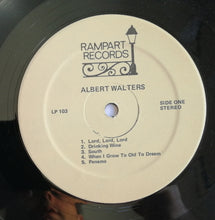 RAMPART
RECORDS
ALBERT WALTERS
LP 103
SIDE ONE
STEREO
1. Lord, Lord, Lord
2. Drinking Wine
3. South
4. When I Grow To Old To Dream
5. Panama